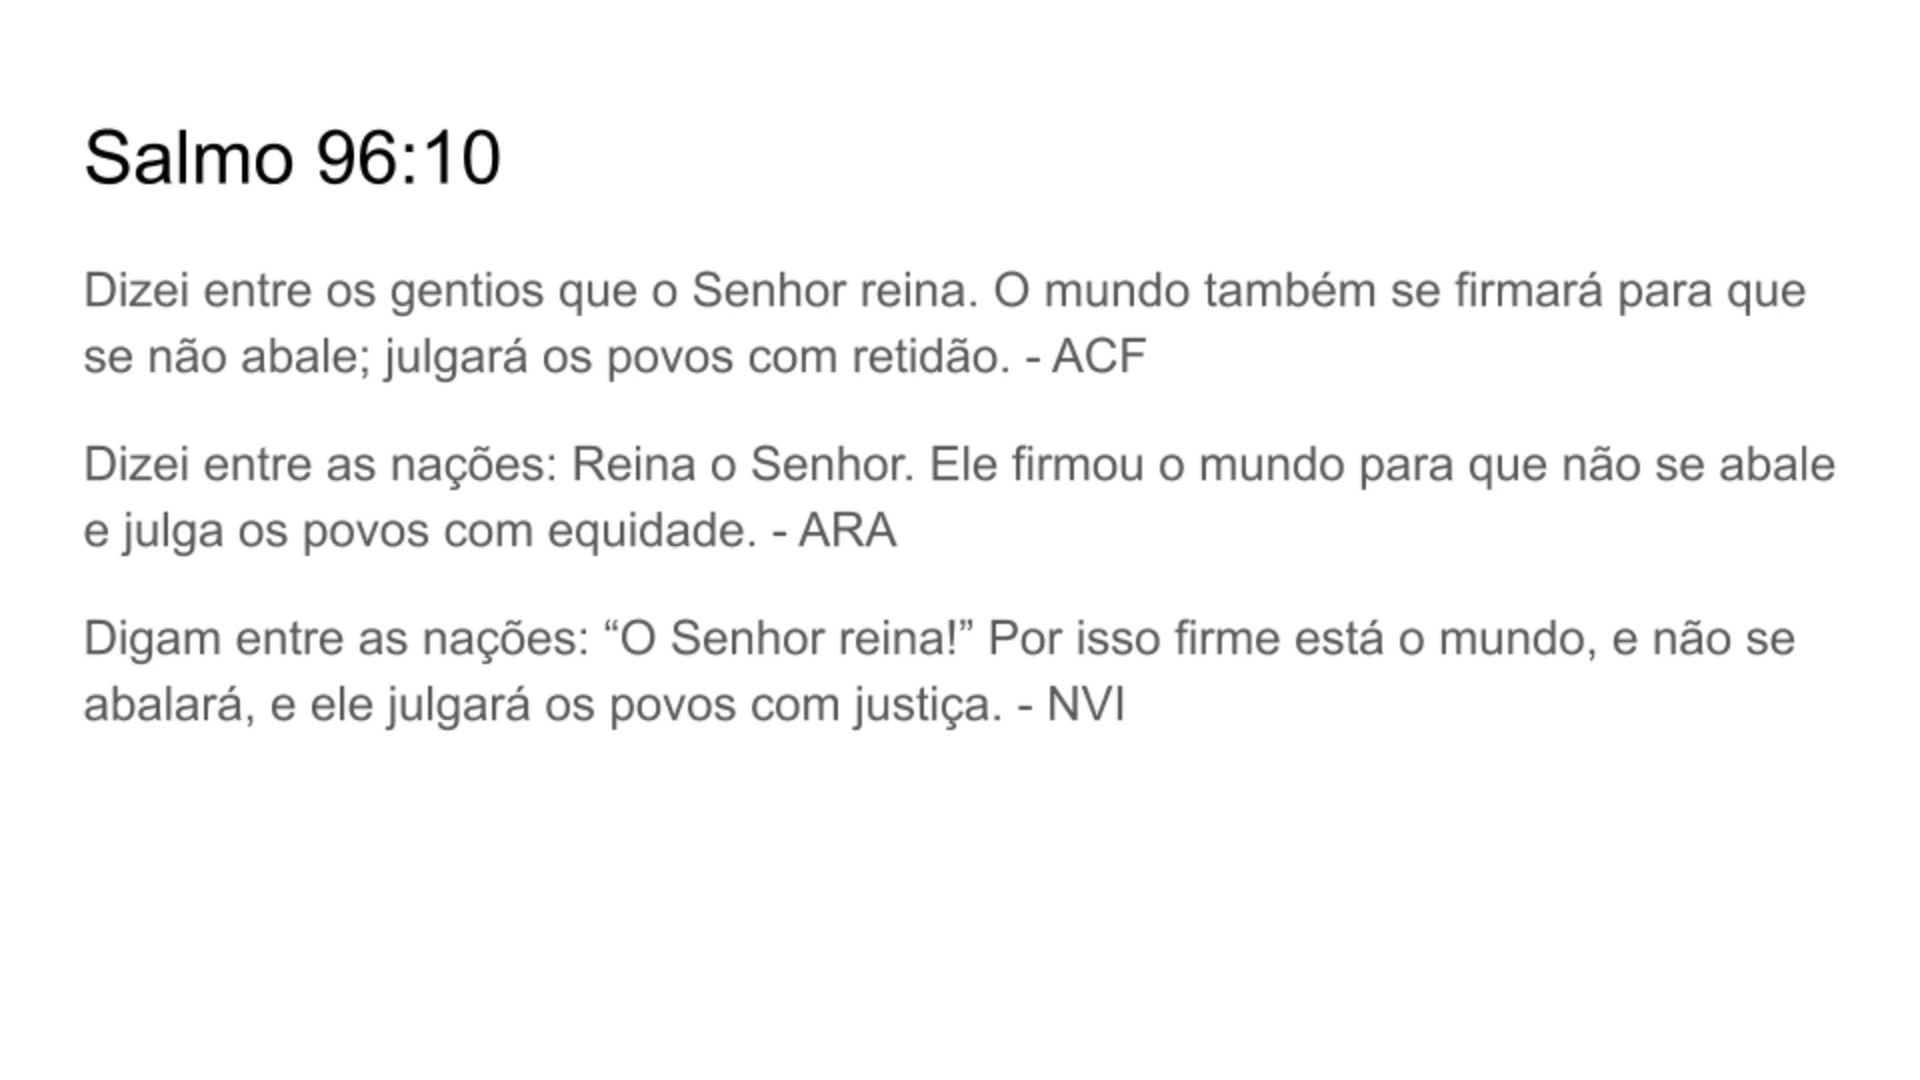 Salmo 96:10
Dizei entre os gentios que o Senhor reina. O mundo também se firmará para que
se não abale; julgará os povos com retidão. - ACF
Dizei entre as nações: Reina o Senhor. Ele firmou o mundo para que não se abale
e julga os povos com equidade. - ARA
Digam entre as nações: “O Senhor reina!” Por isso firme está o mundo, e não se
abalará, e ele julgará os povos com justiça. - NVI